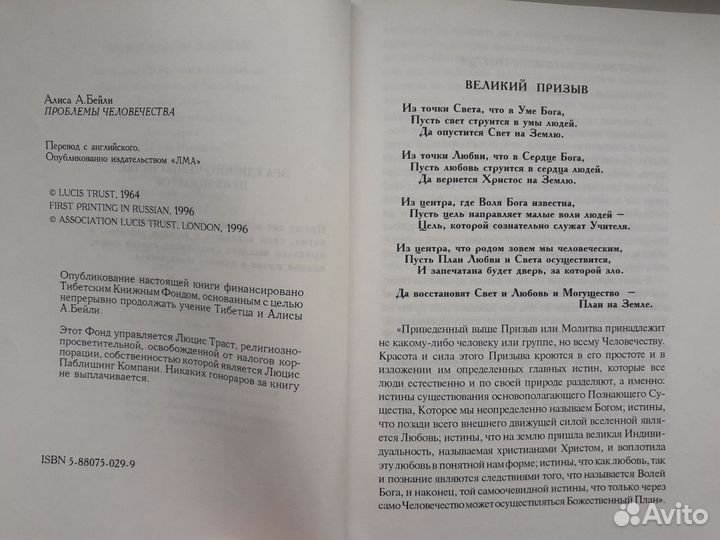 Алиса А.Бейли
ПРОБЛЕМЫ ЧЕЛОВЕЧЕСТВА
Перевод с английского.
Опубликованно издательством «ЛМА»
© LUCIS TRUST, 1964
FIRST PRINTING IN RUSSIAN, 1996
© ASSOCIATION LUCIS TRUST, LONDON, 1996
Опубликование настоящей книги финансировано
Тибетским Книжным Фондом, основанным с целью
непрерывно продолжать учение Тибетца и Алисы
А.Бейли.
Этот Фонд управляется Люцис Траст, религиозно-
просветительной, освобожденной от налогов кор-
порации, собственностью которой является Люцис
Паблишинг Компани. Никаких гонораров за книгу
не выплачивается.
ISBN 5-88075-029-9
ВЕЛИКИЙ ПРИЗЫВ
Из точки Света, что в Уме Бога,
Пусть свет струится в умы людей.
Да опустится Свет на Землю.
Из точки Любви, что в Сердце Бога,
Пусть любовь струится в сердца людей.
Да вернется Христос на Землю.
Из центра, где Воля Бога известна,
Пусть цель направляет малые воли людей –
Цель, которой сознательно служат Учителя.
Из центра, что родом зовем мы человеческим,
Пусть План Любви и Света осуществится,
И запечатана будет дверь, за которой зло.
Да восстановят Свет и Любовь и Могущество –
План на Земле.
«Приведенный выше Призыв или Молитва принадлежит
не какому-либо человеку или группе, но всему Человечеству.
Красота и сила этого Призыва кроются в его простоте и в
изложении им определенных главных истин, которые все
люди естественно и по своей природе разделяют, а именно:
истины существования основополагающего Познающего Су-
щества, Которое мы неопределенно называем Богом; истины,
что позади всего внешнего движущей силой вселенной явля-
ется Любовь; истины, что на землю пришла великая Индиви-
дуальность, называемая христианами Христом, и воплотила
эту любовь в понятной нам форме; истины, что как любовь, так
и познание являются следствиями того, что называется Волей
Бога, и наконец, той самоочевидной истины, что только через
само Человечество может осуществляться Божественный План».
Avito